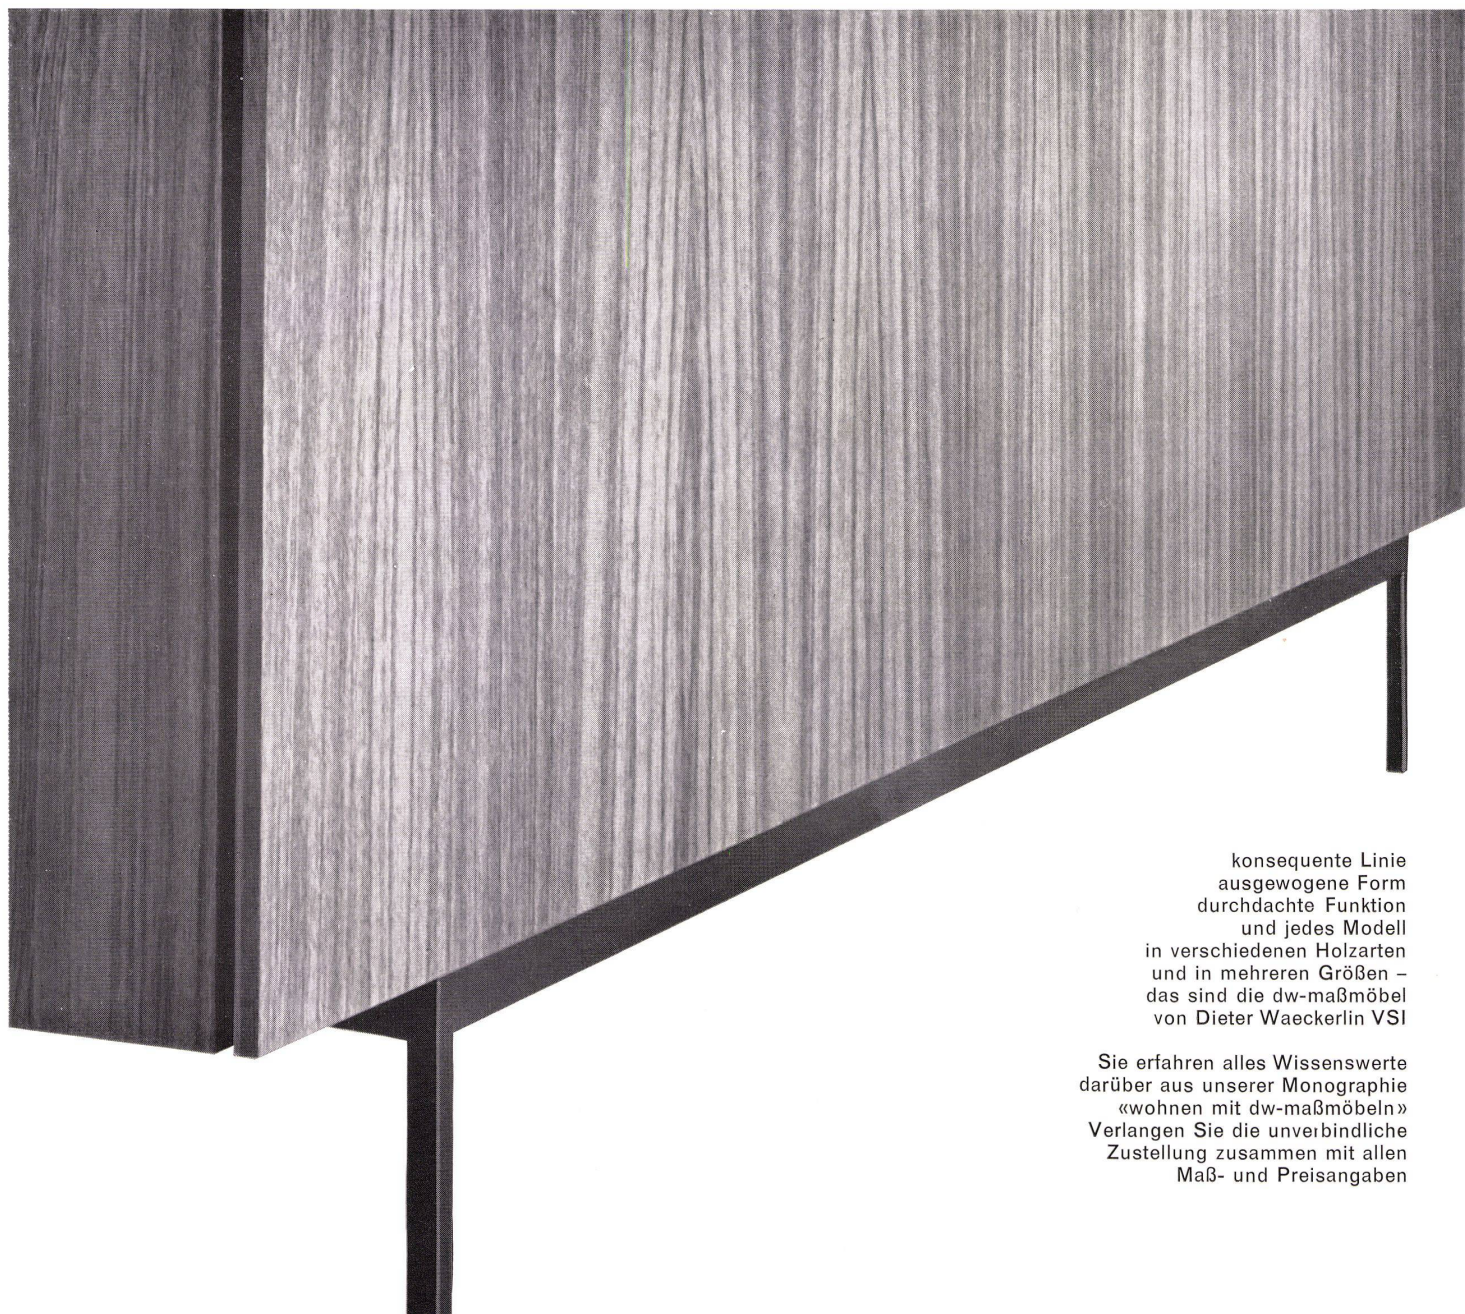 konsequente Linie
ausgewogene Form
durchdachte Funktion
und jedes Modell
in verschiedenen Holzarten
und in mehreren Größen –
das sind die dw-maßmöbel
von Dieter Waeckerlin VSI
Sie erfahren alles Wissenswerte
darüber aus unserer Monographie
«wohnen mit dw-maßmöbeln»
Verlangen Sie die unverbindliche
Zustellung zusammen mit allen
Maß- und Preisangaben